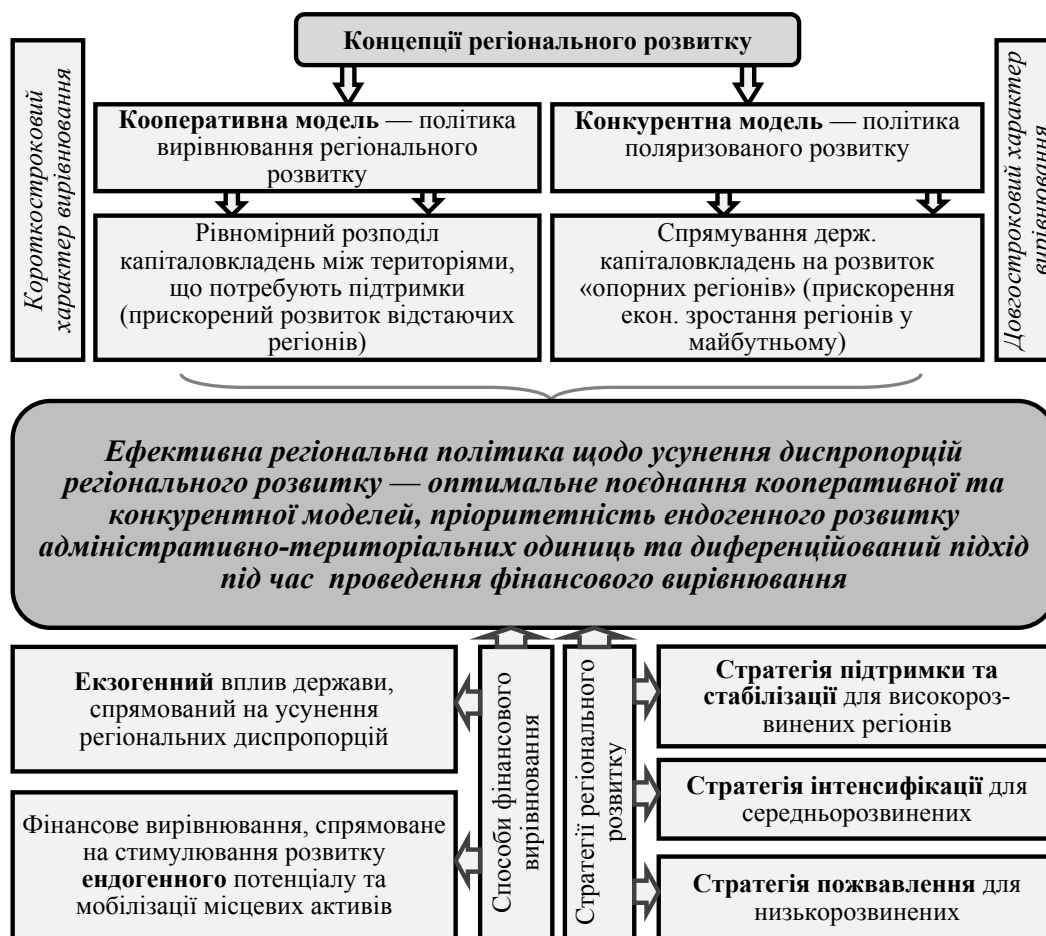 Концепції регіонального розвитку
Короткостроковий
характер вирівнювання
Кооперативна модель — політика
вирівнювання регіонального
розвитку
Конкурентна модель — політика
поляризованого розвитку
Довгостроковий характер
вирівнювання
Рівномірний розподіл
капіталовкладень між територіями,
що потребують підтримки
(прискорений розвиток відстаючих
регіонів)
Спрямування держ.
капіталовкладень на розвиток
«опорних регіонів» (прискорення
екон. зростання регіонів у
майбутньому)
Ефективна регіональна політика щодо усунення диспропорцій
регіонального розвитку — оптимальне поєднання кооперативної та
конкурентної моделей, пріоритетність ендогенного розвитку
адміністративно-територіальних одиниць та диференційований підхід
під час проведення фінансового вирівнювання
Екзогенний вплив держави,
спрямований на усунення
регіональних диспропорцій
Фінансове вирівнювання, спрямоване
на стимулювання розвитку
ендогенного потенціалу та
мобілізації місцевих активів
Способи фінансового
вирівнювання
Стратегії регіонального
розвитку
Стратегія підтримки та
стабілізації для високороз-
винених регіонів
Стратегія інтенсифікації для
середньорозвинених
Стратегія пожвавлення для
низькорозвинених